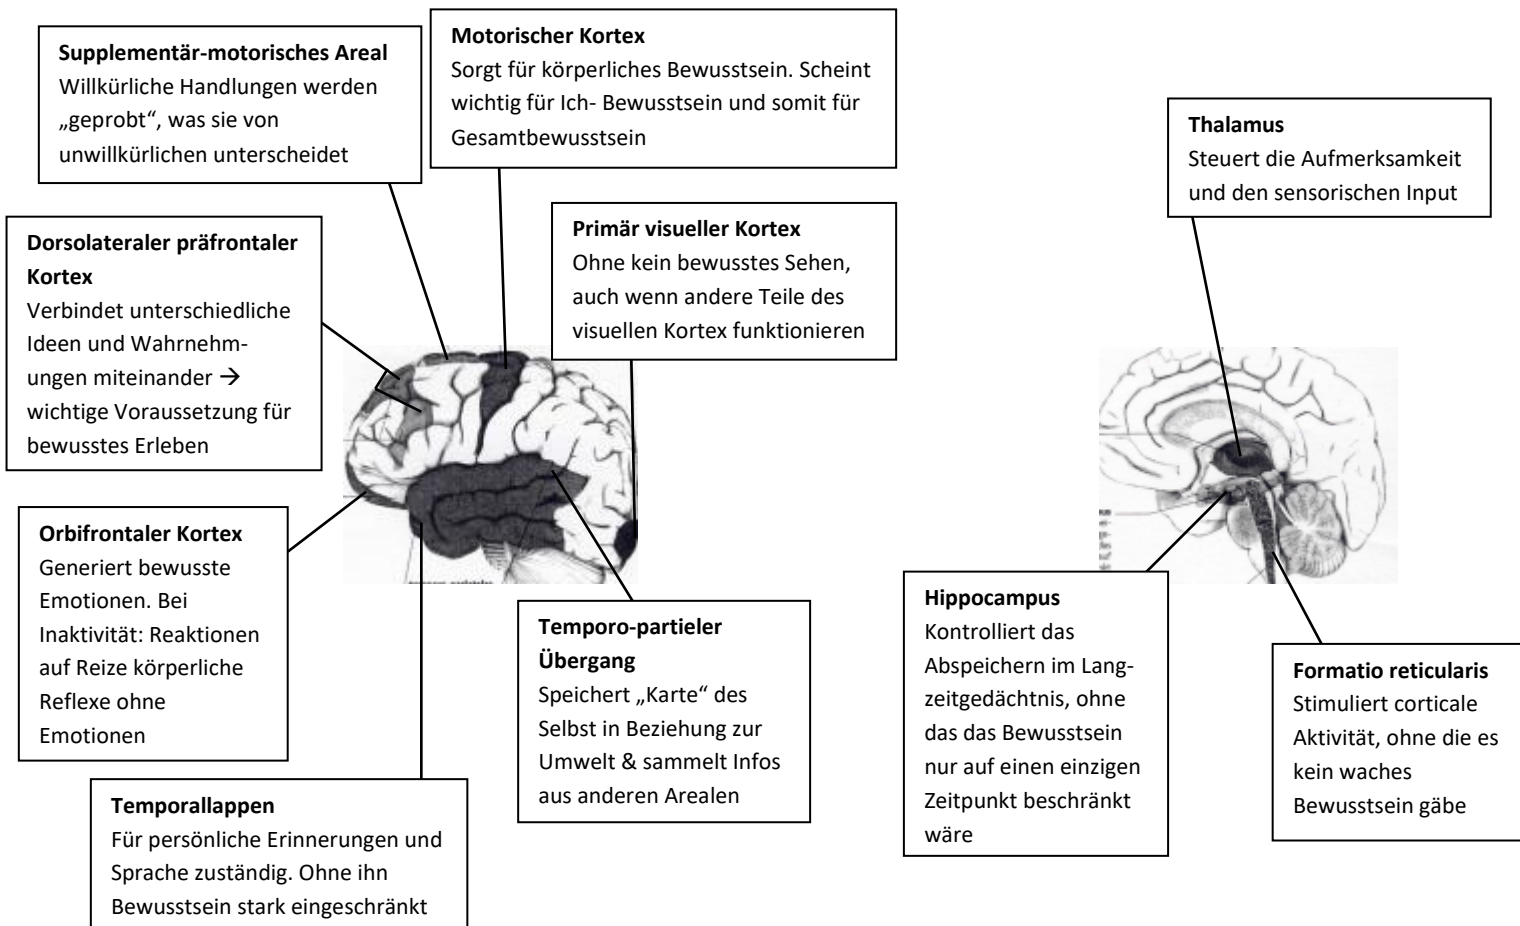 Supplementär-motorisches Areal
Willkürliche Handlungen werden
„geprobt“, was sie von
unwillkürlichen unterscheidet
Motorischer Kortex
Sorgt für körperliches Bewusstsein. Scheint
wichtig für Ich- Bewusstsein und somit für
Gesamtbewusstsein
Thalamus
Steuert die Aufmerksamkeit
und den sensorischen Input
Dorsolateraler präfrontaler
Kortex
Verbindet unterschiedliche
Ideen und Wahrnehm-
ungen miteinander →
wichtige Voraussetzung für
bewusstes Erleben
Primär visueller Kortex
Ohne kein bewusstes Sehen,
auch wenn andere Teile des
visuellen Kortex funktionieren
Orbifrontaler Kortex
Generiert bewusste
Emotionen. Bei
Inaktivität: Reaktionen
auf Reize körperliche
Reflexe ohne
Emotionen
Temporo-partieler
Übergang
Speichert „Karte“ des
Selbst in Beziehung zur
Umwelt & sammelt Infos
aus anderen Arealen
Hippocampus
Kontrolliert das
Abspeichern im Lang-
zeitgedächtnis, ohne
das das Bewusstsein
nur auf einen einzigen
Zeitpunkt beschränkt
wäre
Formatio reticularis
Stimuliert corticale
Aktivität, ohne die es
kein waches
Bewusstsein gäbe
Temporallappen
Für persönliche Erinnerungen und
Sprache zuständig. Ohne ihn
Bewusstsein stark eingeschränkt